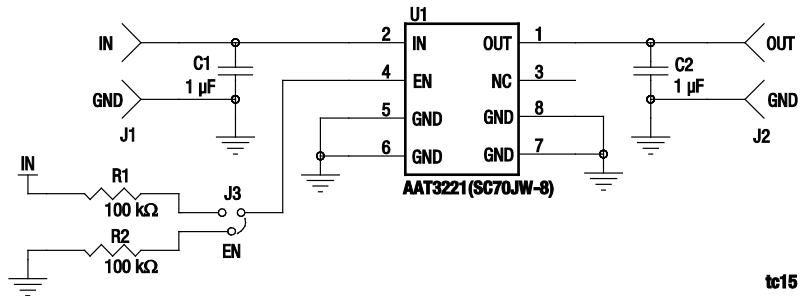 U1
IN
2
IN
OUT
1
OUT
C1
1 µF
4
EN
NC
3
C2
1 µF
GND
J1
5
GND
GND
8
GND
J2
6
GND
GND
7
AAT3221(SC70JW-8)
IN
R1
100 kΩ
J3
R2
100 kΩ
EN
tc15